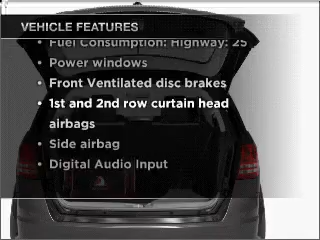 VEHICLE FEATURES
• Fuel Consumption: Highway: 25
• Power windows
• Front Ventilated disc brakes
• 1st and 2nd row curtain head
airbags
• Side airbag
• Digital Audio Input